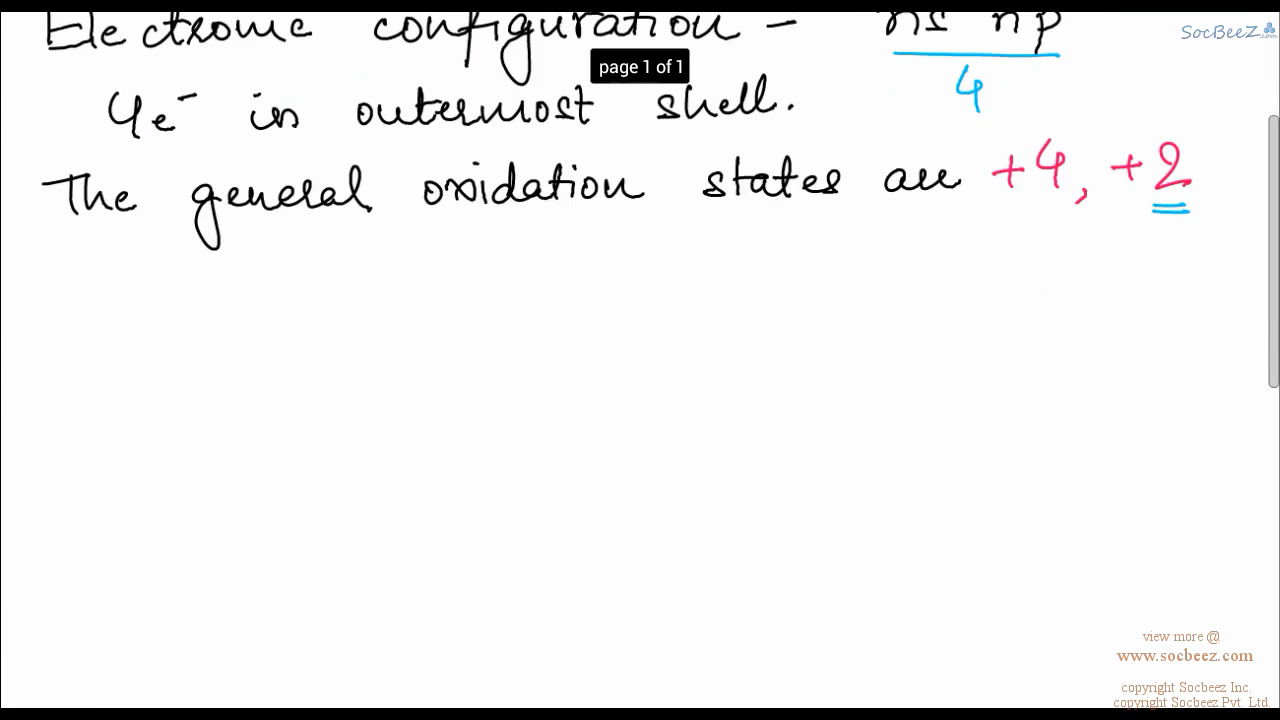 Electronic configuration - ns np
SocBeeZ.com
page 1 of 1
4
4e⁻ in outermost shell.
The general oxidation states are +4, +2
view more @
www.socbeez.com
copyright Socbeez Inc.
copyright Socbeez Pvt. Ltd.